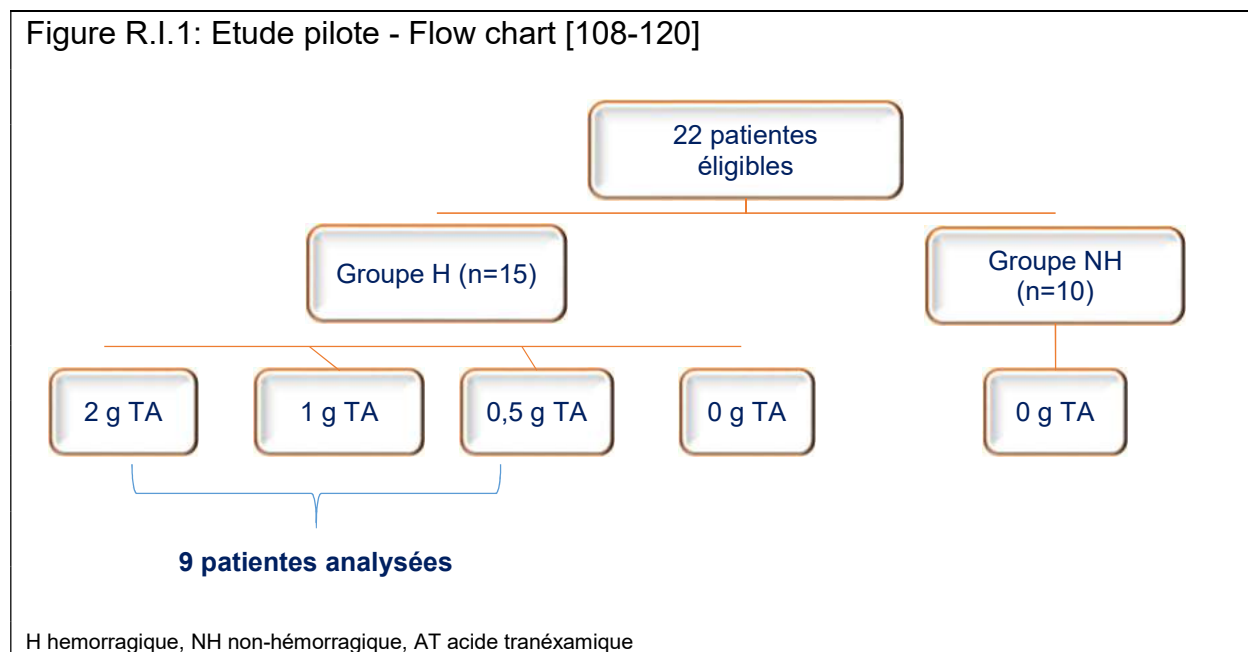 Figure R.I.1: Etude pilote - Flow chart [108-120]
22 patientes
éligibles
Groupe H (n=15)
Groupe NH
(n=10)
2 g TA
1 g TA
0,5 g TA
0 g TA
0 g TA
9 patientes analysées
H hemorragique, NH non-hémorragique, AT acide tranéxamique